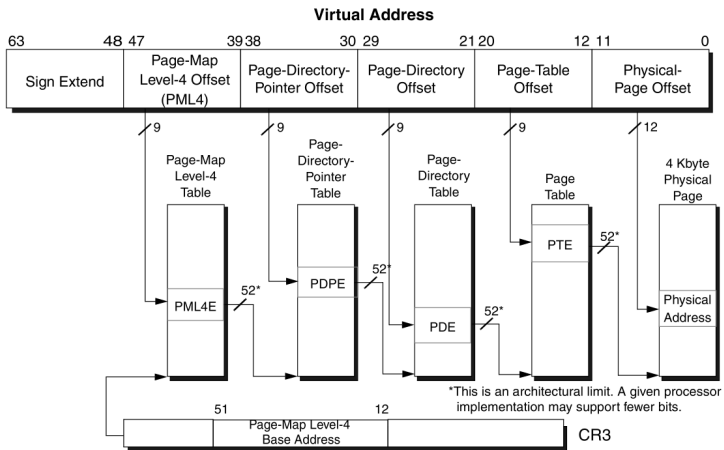 Virtual Address
63 48 47 39 38 30 29 21 20 12 11 0
Sign Extend
Page-Map
Level-4 Offset
(PML4)
Page-Directory-
Pointer Offset
Page-Directory
Offset
Page-Table
Offset
Physical-
Page Offset
9 9 9 9 12
Page-Map
Level-4
Table
Page-
Directory-
Pointer
Table
Page-
Directory
Table
Page
Table
4 Kbyte
Physical
Page
PML4E
52*
PDPE
52*
PDE
52*
PTE
52*
Physical
Address
*This is an architectural limit. A given processor
implementation may support fewer bits.
51 12
Page-Map Level-4
Base Address
CR3